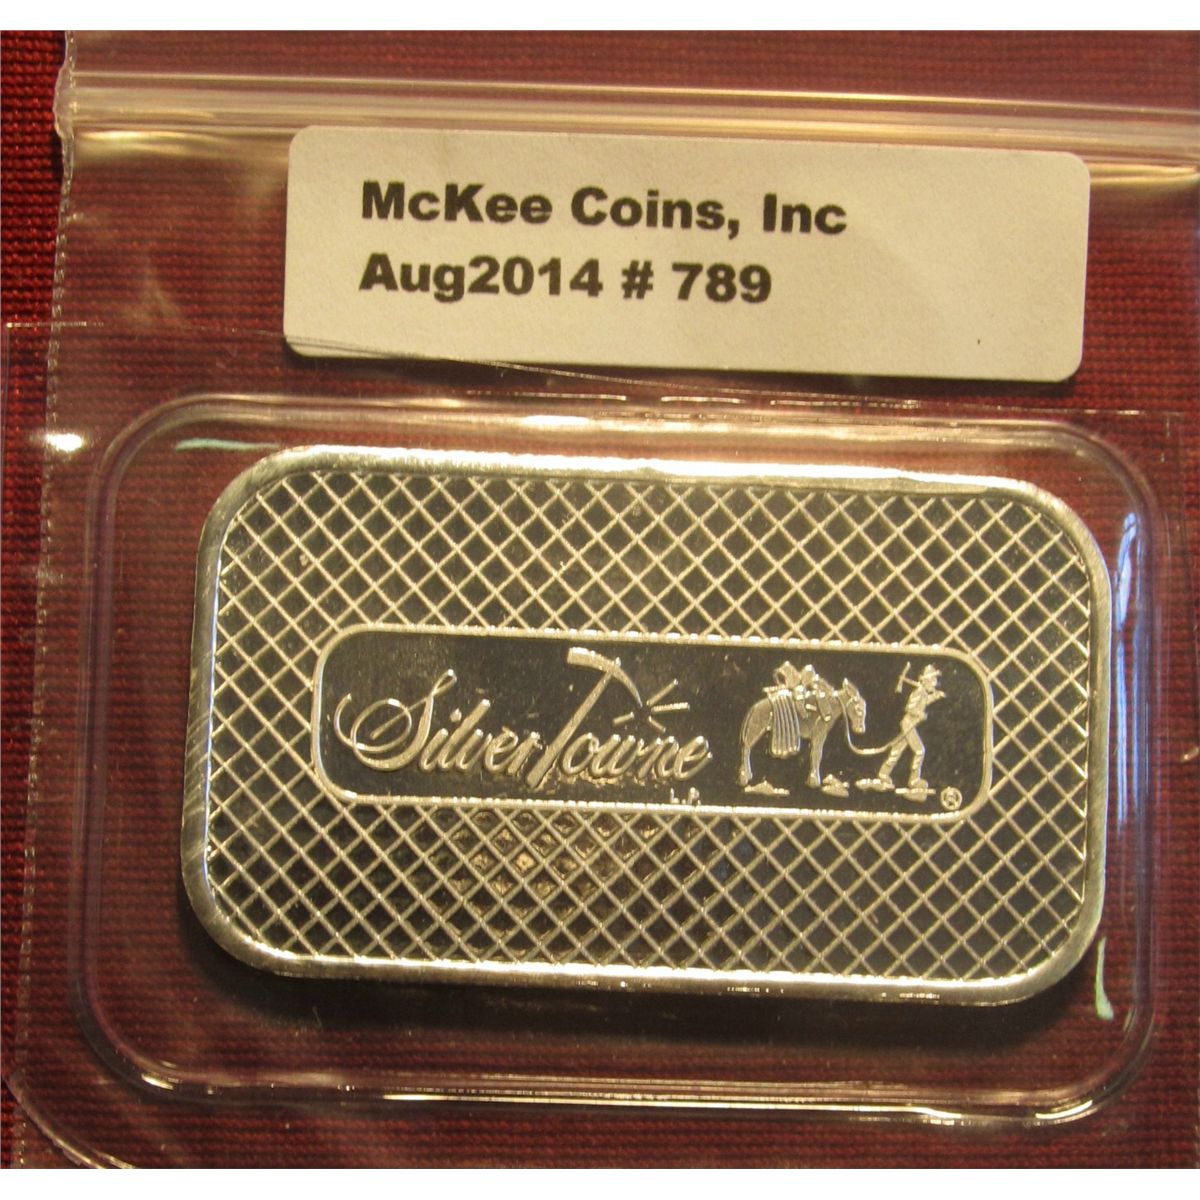 McKee Coins, Inc
Aug2014 # 789
SilverTowne
L.P.
®